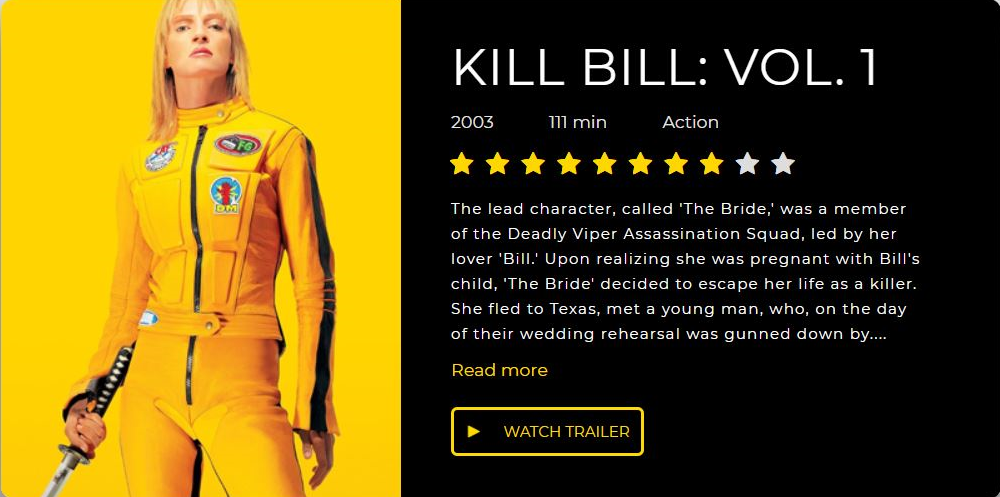 KILL BILL: VOL. 1
2003 111 min Action
The lead character, called 'The Bride,' was a member
of the Deadly Viper Assassination Squad, led by her
lover 'Bill.' Upon realizing she was pregnant with Bill's
child, 'The Bride' decided to escape her life as a killer.
She fled to Texas, met a young man, who, on the day
of their wedding rehearsal was gunned down by....
Read more
WATCH TRAILER
FG
DM